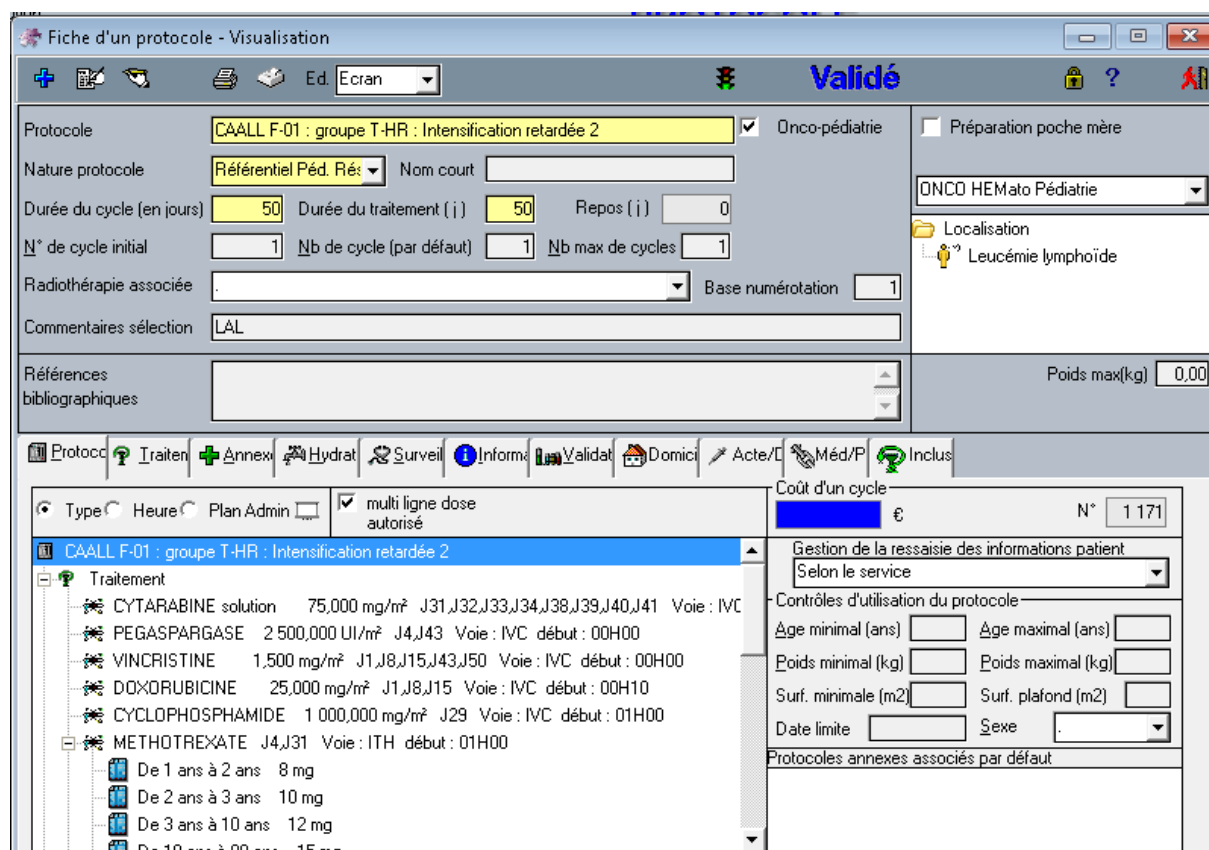 Fiche d'un protocole - Visualisation
Ed. Ecran
Validé
?
Protocole CAALL F-01 : groupe T-HR : Intensification retardée 2 Onco-pédiatrie Préparation poche mère
Nature protocole Référentiel Péd. Rés Nom court
ONCO HEMato Pédiatrie
Durée du cycle (en jours) 50 Durée du traitement ( j ) 50 Repos ( j ) 0
Localisation
N° de cycle initial 1 Nb de cycle (par défaut) 1 Nb max de cycles 1
Leucémie lymphoïde
Radiothérapie associée . Base numérotation 1
Commentaires sélection LAL
Références bibliographiques
Poids max(kg) 0,00
Protocc Traiten Annex Hydrat Surveil Informa Validat Domici Acte/D Méd/P Inclus
Type Heure Plan Admin multi ligne dose autorisé
Coût d'un cycle
€ N° 1 171
CAALL F-01 : groupe T-HR : Intensification retardée 2
Gestion de la ressaisie des informations patient
Selon le service
Traitement
CYTARABINE solution 75,000 mg/m² J31,J32,J33,J34,J38,J39,J40,J41 Voie : IVC
Contrôles d'utilisation du protocole
PEGASPARGASE 2 500,000 UI/m² J4,J43 Voie : IVC début : 00H00
Age minimal (ans) Age maximal (ans)
VINCRISTINE 1,500 mg/m² J1,J8,J15,J43,J50 Voie : IVC début : 00H00
Poids minimal (kg) Poids maximal (kg)
DOXORUBICINE 25,000 mg/m² J1,J8,J15 Voie : IVC début : 00H10
Surf. minimale (m2) Surf. plafond (m2)
CYCLOPHOSPHAMIDE 1 000,000 mg/m² J29 Voie : IVC début : 01H00
Date limite Sexe .
METHOTREXATE J4,J31 Voie : ITH début : 01H00
Protocoles annexes associés par défaut
De 1 ans à 2 ans 8 mg
De 2 ans à 3 ans 10 mg
De 3 ans à 10 ans 12 mg